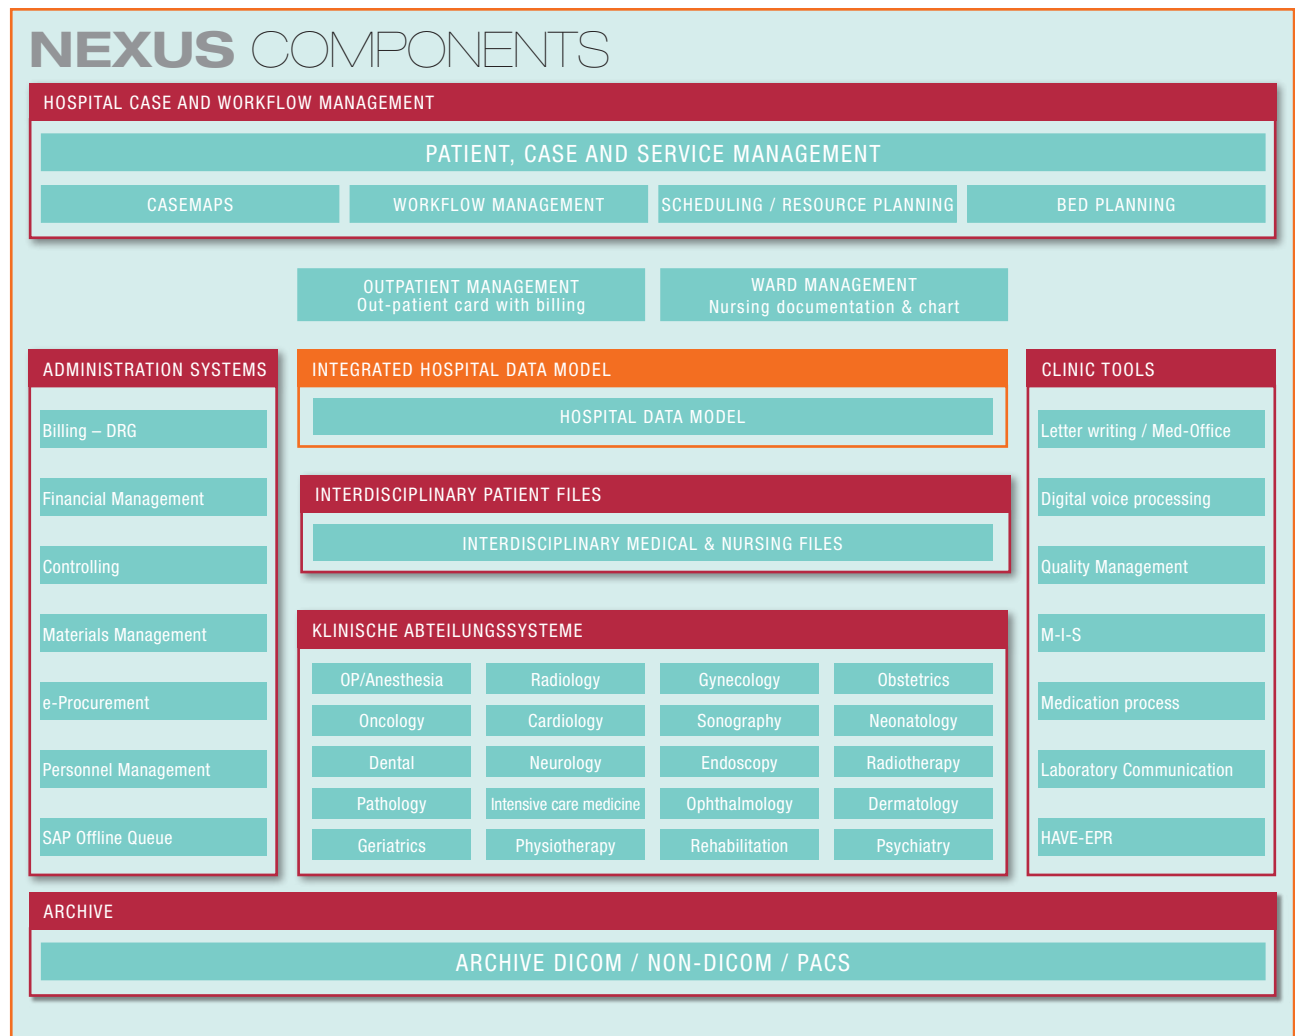 NEXUS COMPONENTS
HOSPITAL CASE AND WORKFLOW MANAGEMENT
PATIENT, CASE AND SERVICE MANAGEMENT
CASEMAPS
WORKFLOW MANAGEMENT
SCHEDULING / RESOURCE PLANNING
BED PLANNING
OUTPATIENT MANAGEMENT
Out-patient card with billing
WARD MANAGEMENT
Nursing documentation & chart
ADMINISTRATION SYSTEMS
Billing – DRG
Financial Management
Controlling
Materials Management
e-Procurement
Personnel Management
SAP Offline Queue
INTEGRATED HOSPITAL DATA MODEL
HOSPITAL DATA MODEL
INTERDISCIPLINARY PATIENT FILES
INTERDISCIPLINARY MEDICAL & NURSING FILES
KLINISCHE ABTEILUNGSSYSTEME
OP/Anesthesia
Radiology
Gynecology
Obstetrics
Oncology
Cardiology
Sonography
Neonatology
Dental
Neurology
Endoscopy
Radiotherapy
Pathology
Intensive care medicine
Ophthalmology
Dermatology
Geriatrics
Physiotherapy
Rehabilitation
Psychiatry
CLINIC TOOLS
Letter writing / Med-Office
Digital voice processing
Quality Management
M-I-S
Medication process
Laboratory Communication
HAVE-EPR
ARCHIVE
ARCHIVE DICOM / NON-DICOM / PACS